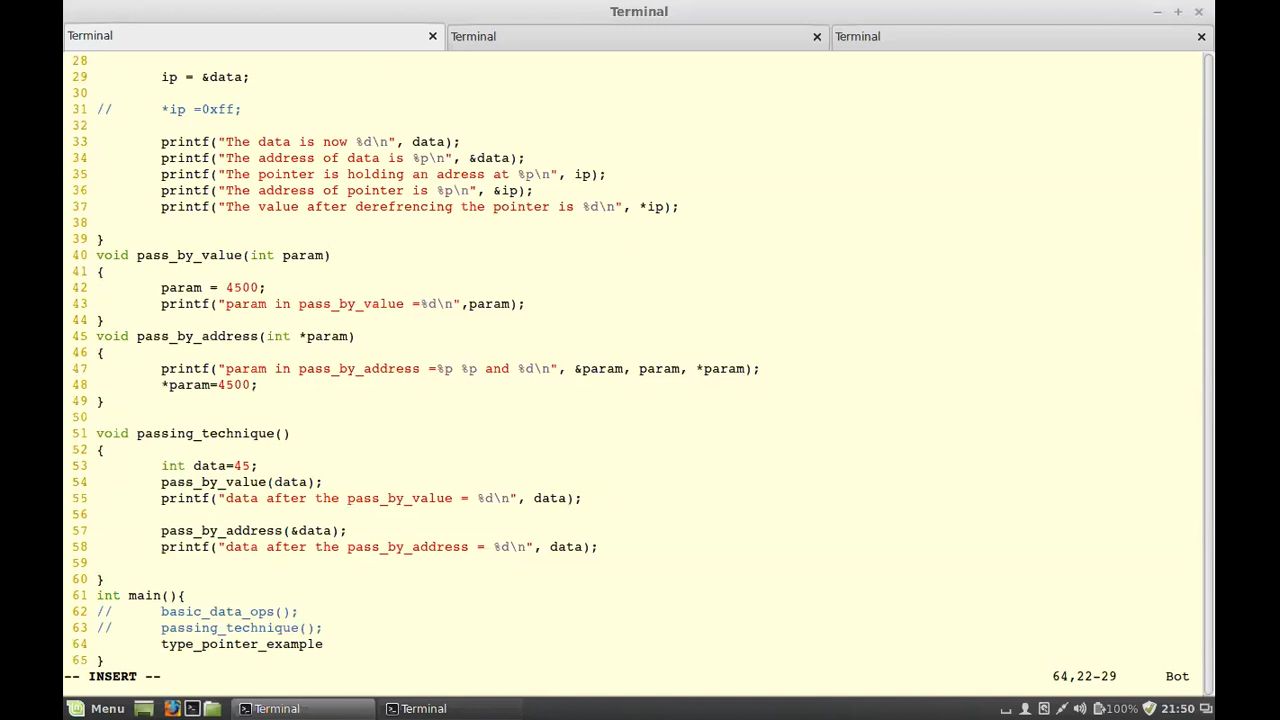 Terminal
Terminal
Terminal
Terminal
28
29 ip = &data;
30
31 // *ip =0xff;
32
33 printf("The data is now %d\n", data);
34 printf("The address of data is %p\n", &data);
35 printf("The pointer is holding an adress at %p\n", ip);
36 printf("The address of pointer is %p\n", &ip);
37 printf("The value after derefrencing the pointer is %d\n", *ip);
38
39 }
40 void pass_by_value(int param)
41 {
42 param = 4500;
43 printf("param in pass_by_value =%d\n",param);
44 }
45 void pass_by_address(int *param)
46 {
47 printf("param in pass_by_address =%p %p and %d\n", &param, param, *param);
48 *param=4500;
49 }
50
51 void passing_technique()
52 {
53 int data=45;
54 pass_by_value(data);
55 printf("data after the pass_by_value = %d\n", data);
56
57 pass_by_address(&data);
58 printf("data after the pass_by_address = %d\n", data);
59
60 }
61 int main(){
62 // basic_data_ops();
63 // passing_technique();
64 type_pointer_example
65 }
-- INSERT -- 64,22-29 Bot
Menu Terminal Terminal 100% 21:50